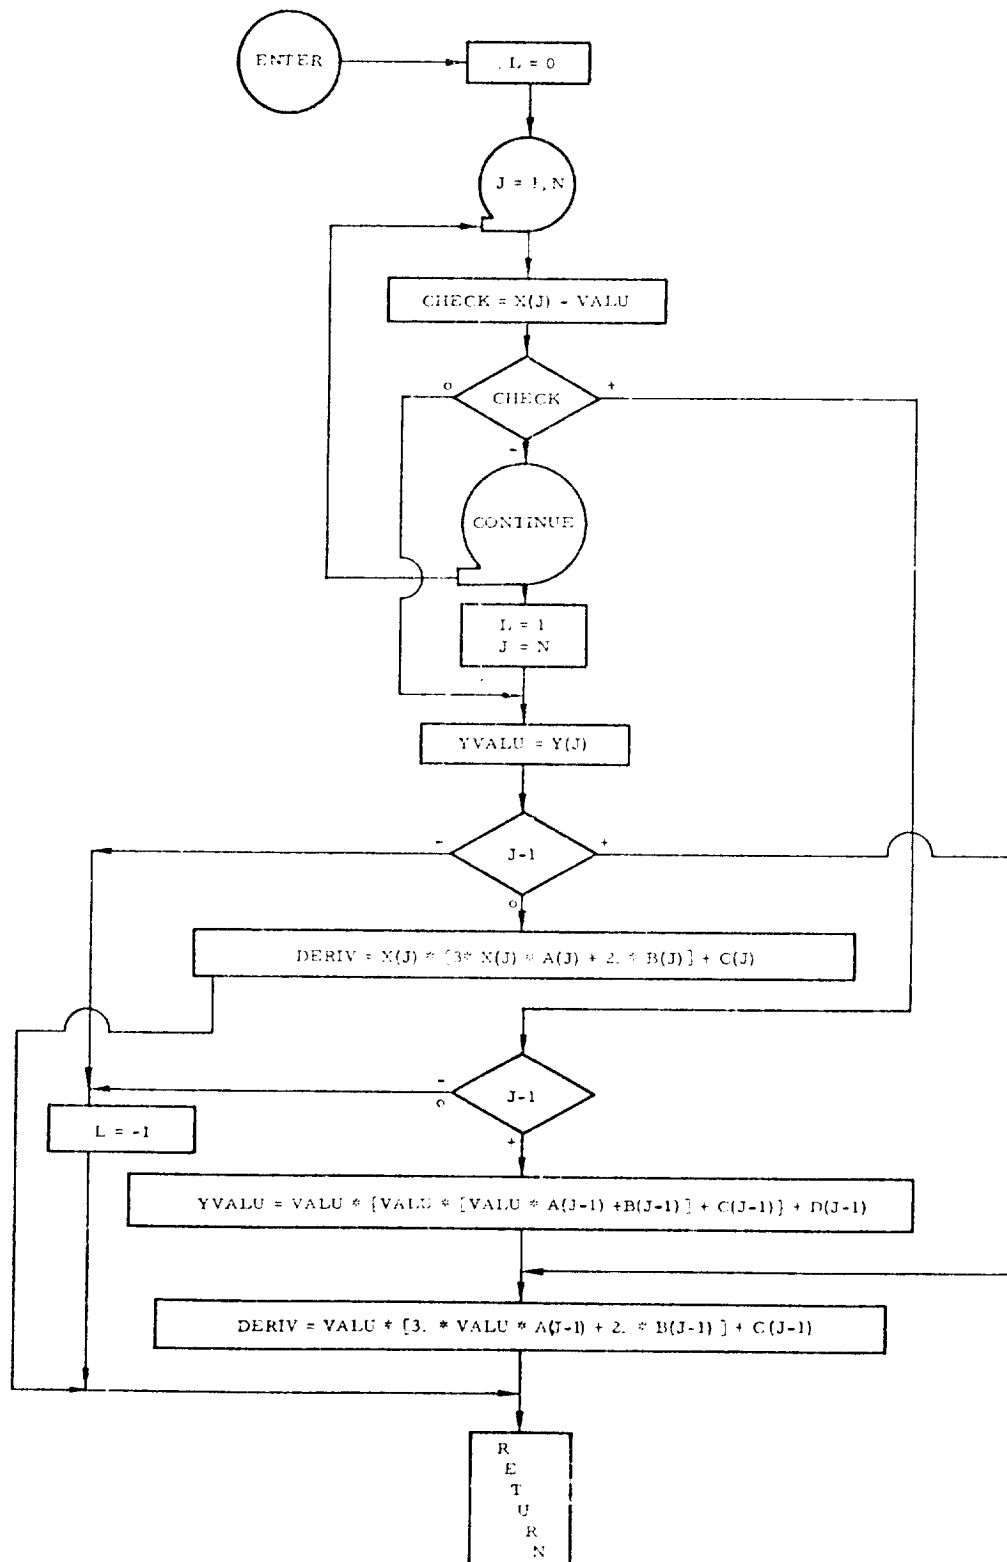 ENTER
L = 0
J = 1, N
CHECK = X(J) - VALU
o
CHECK
+
-
CONTINUE
L = 1
J = N
YVALU = Y(J)
-
J-1
+
o
DERIV = X(J) * [3* X(J) * A(J) + 2. * B(J)] + C(J)
-
o
J-1
+
L = -1
YVALU = VALU * {VALU * [VALU * A(J-1) +B(J-1)] + C(J-1)} + D(J-1)
DERIV = VALU * [3. * VALU * A(J-1) + 2. * B(J-1) ] + C(J-1)
RETURN